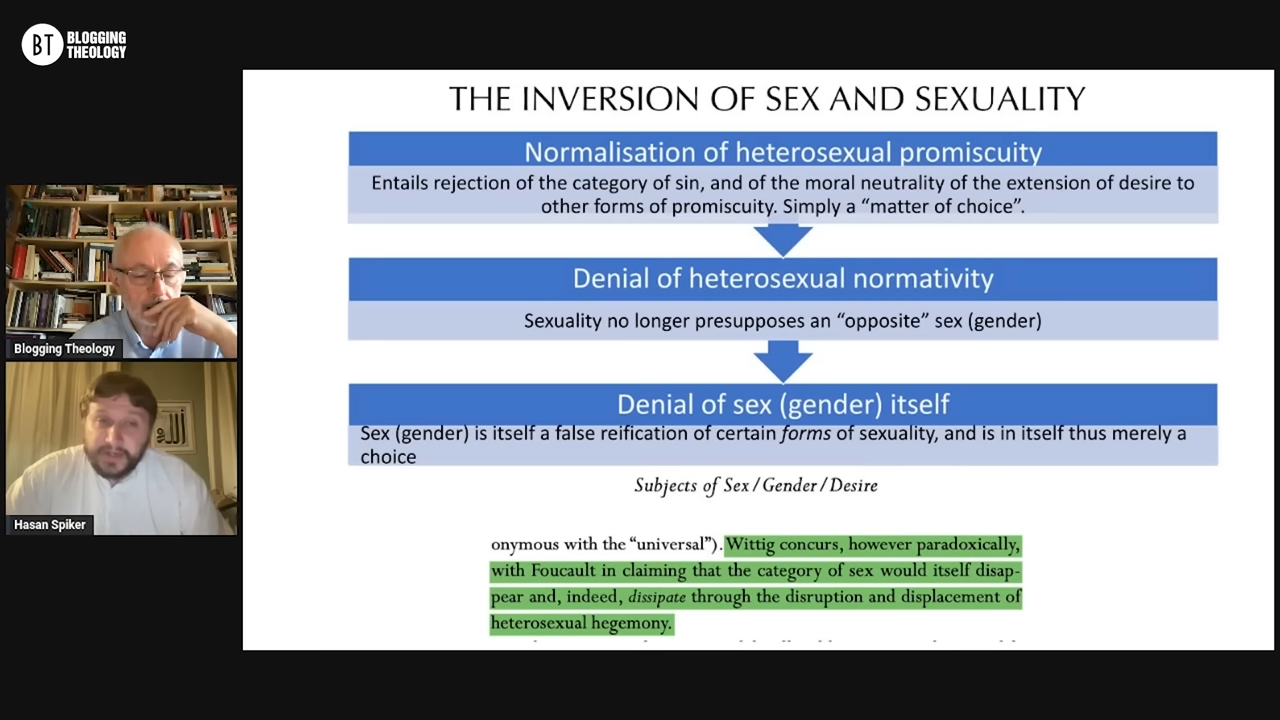 BT BLOGGING
THEOLOGY
THE INVERSION OF SEX AND SEXUALITY
Normalisation of heterosexual promiscuity
Entails rejection of the category of sin, and of the moral neutrality of the extension of desire to
other forms of promiscuity. Simply a “matter of choice”.
Denial of heterosexual normativity
Sexuality no longer presupposes an “opposite” sex (gender)
Denial of sex (gender) itself
Sex (gender) is itself a false reification of certain forms of sexuality, and is in itself thus merely a
choice
Subjects of Sex/Gender/Desire
onymous with the “universal”). Wittig concurs, however paradoxically,
with Foucault in claiming that the category of sex would itself disap-
pear and, indeed, dissipate through the disruption and displacement of
heterosexual hegemony.
Blogging Theology
الله
Hasan Spiker